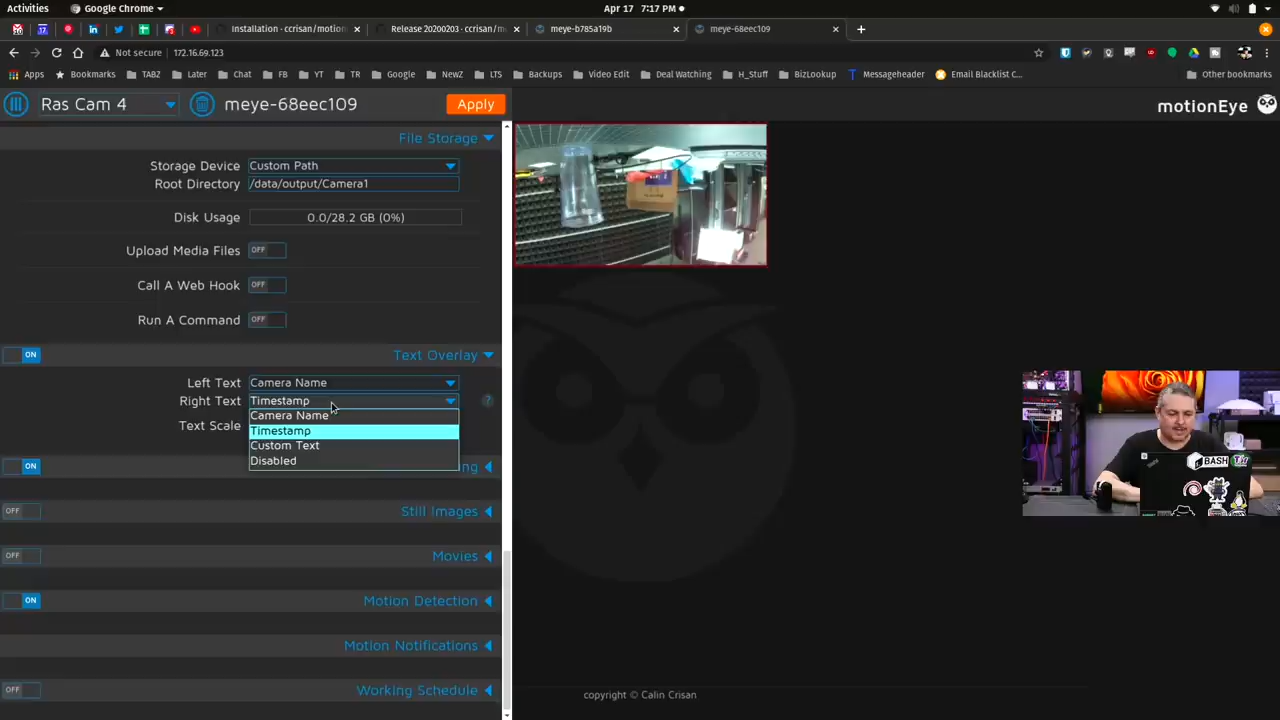 Activities
Google Chrome
Apr 17 7:17 PM
Installation · ccrisan/motion
Release 20200203 · ccrisan/m
meye-b785a19b
meye-68eec109
Not secure
172.16.69.123
Apps
Bookmarks
TAB2
Later
Chat
FB
YT
TR
Google
NewZ
LTS
Backups
Video Edit
Deal Watching
H_Stuff
BizLookup
Messageheader
Email Blacklist C...
Other bookmarks
Ras Cam 4
meye-68eec109
Apply
motionEye
File Storage
Storage Device
Custom Path
Root Directory
/data/output/Camera1
Disk Usage
0.0/28.2 GB (0%)
Upload Media Files
OFF
Call A Web Hook
OFF
Run A Command
OFF
ON
Text Overlay
Left Text
Camera Name
Right Text
Timestamp
?
Camera Name
Text Scale
Timestamp
Custom Text
Disabled
ON
ng
OFF
Still Images
OFF
Movies
ON
Motion Detection
Motion Notifications
OFF
Working Schedule
BASH
copyright © Calin Crisan